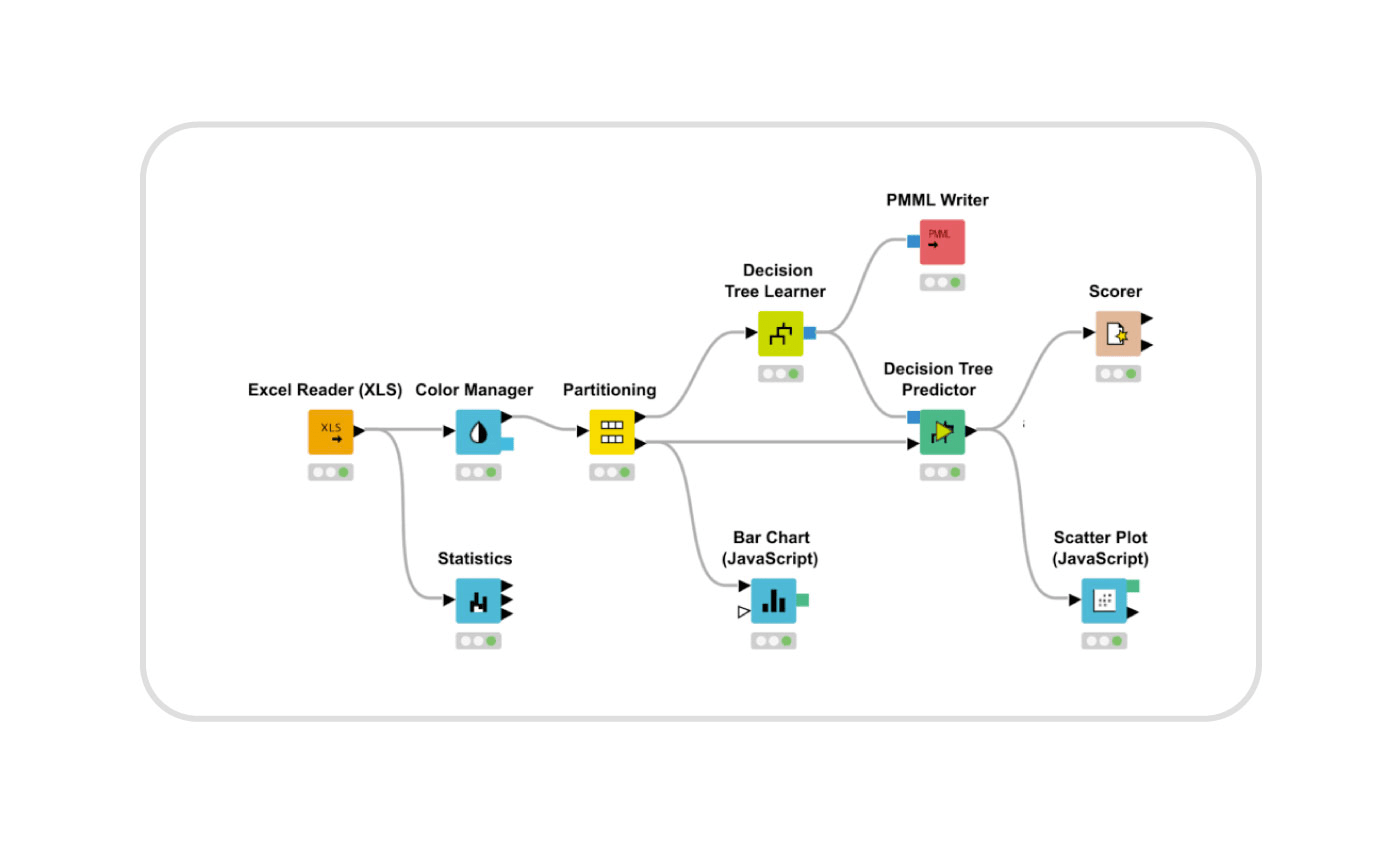 PMML Writer
PMML
Decision
Tree Learner
Scorer
Decision Tree
Predictor
Excel Reader (XLS)
Color Manager
Partitioning
XLS
Statistics
Bar Chart
(JavaScript)
Scatter Plot
(JavaScript)